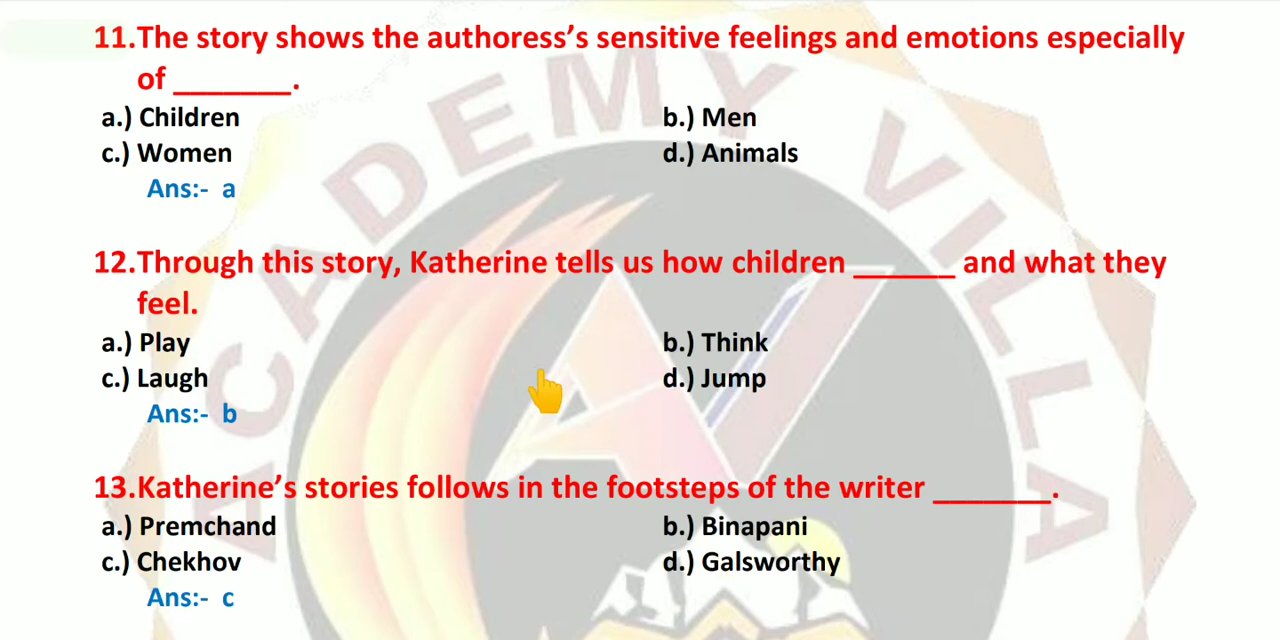 11.The story shows the authoress's sensitive feelings and emotions especially
of _______.
a.) Children b.) Men
c.) Women d.) Animals
Ans:- a
12.Through this story, Katherine tells us how children ______ and what they
feel.
a.) Play b.) Think
c.) Laugh d.) Jump
Ans:- b
13.Katherine's stories follows in the footsteps of the writer _______.
a.) Premchand b.) Binapani
c.) Chekhov d.) Galsworthy
Ans:- c
ACADEMY VILLA